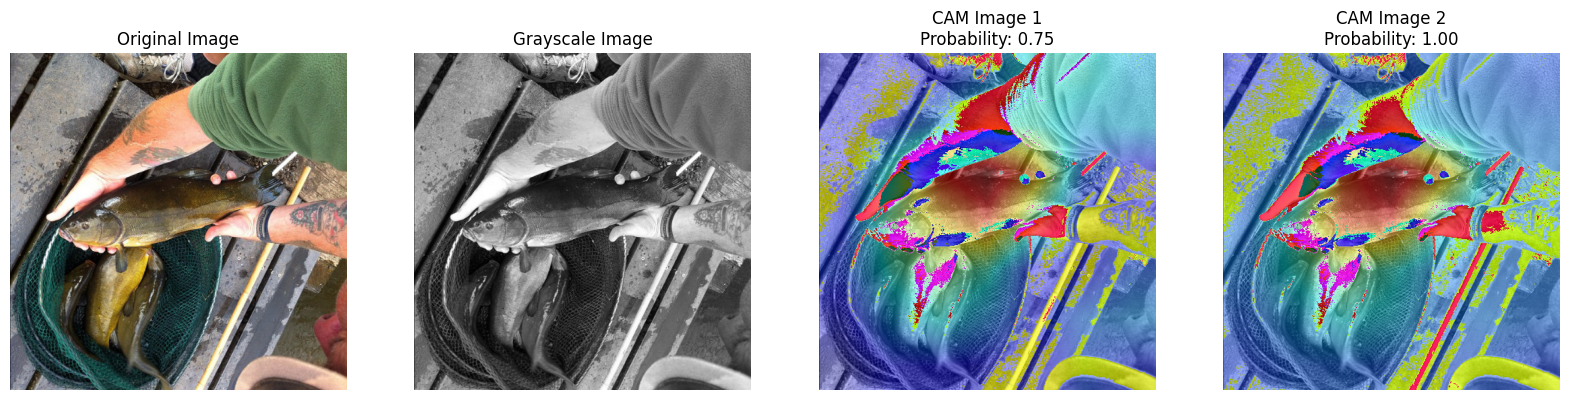 Original Image
Grayscale Image
CAM Image 1
Probability: 0.75
CAM Image 2
Probability: 1.00